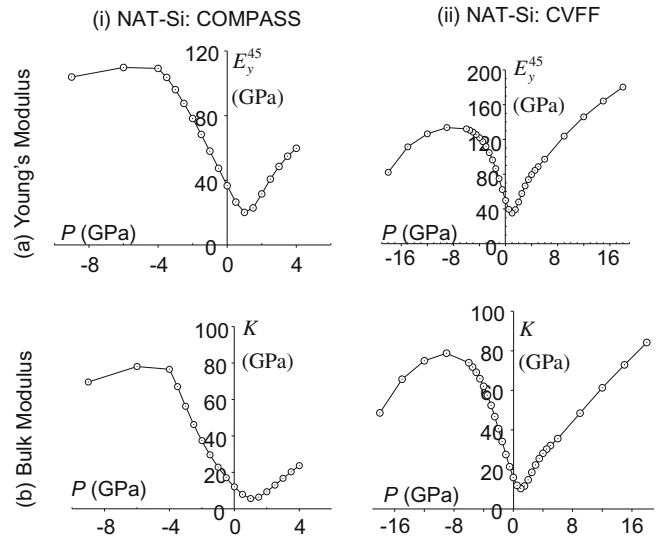 (i) NAT-Si: COMPASS
(ii) NAT-Si: CVFF
(a) Young's Modulus
120
80
40
0
E_y^45
(GPa)
P (GPa)
-8
-4
0
4
200
160
120
80
40
0
E_y^45
(GPa)
P (GPa)
-16
-8
0
8
16
(b) Bulk Modulus
100
80
60
40
20
0
K
(GPa)
P (GPa)
-8
-4
0
4
100
80
60
40
20
0
K
(GPa)
P (GPa)
-16
-8
0
8
16